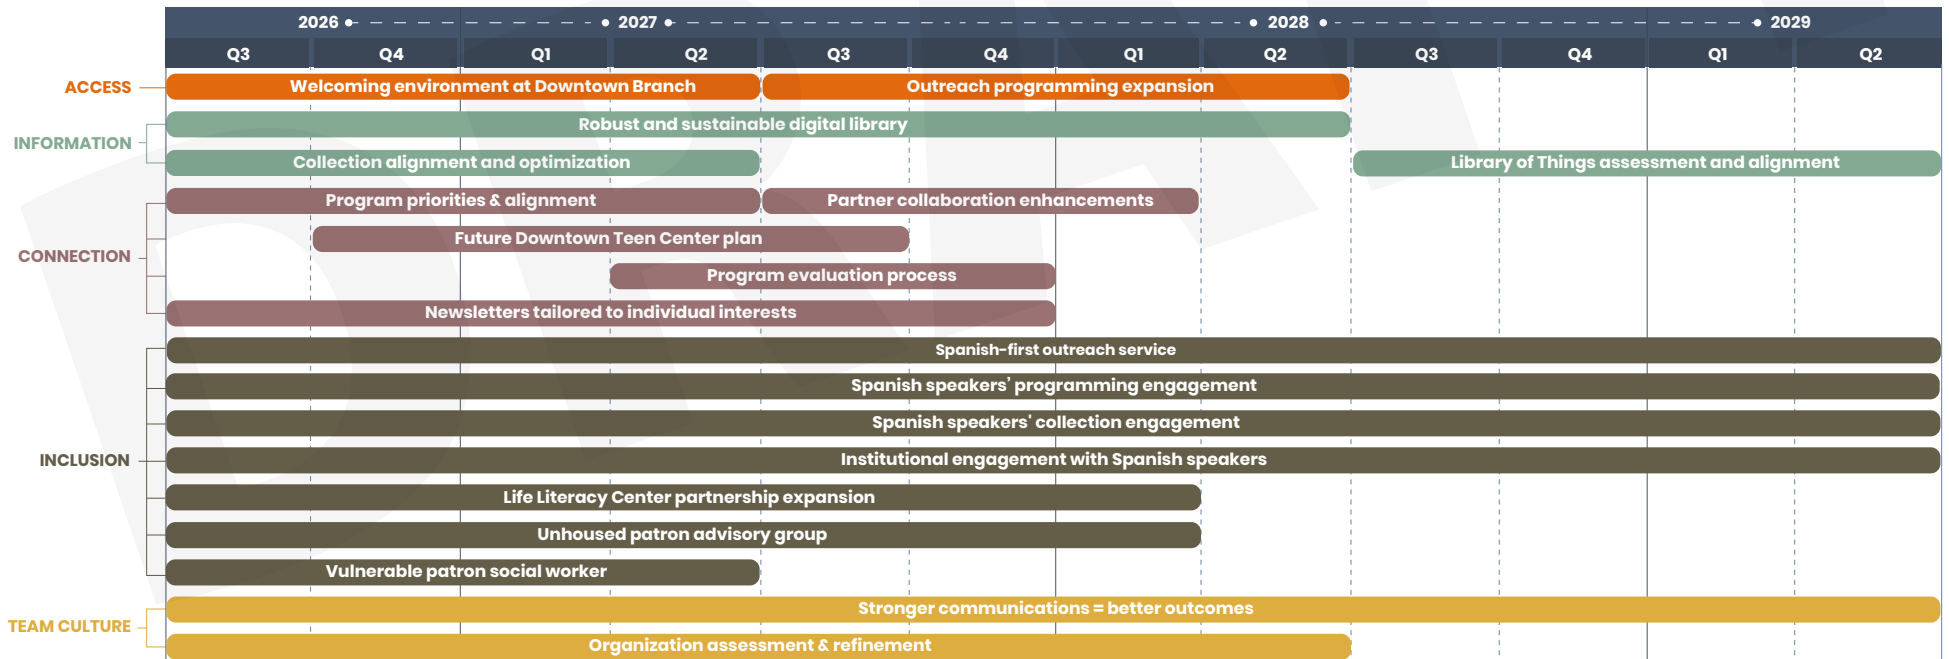 2026 2027 2028 2029
Q3 Q4 Q1 Q2 Q3 Q4 Q1 Q2 Q3 Q4 Q1 Q2
ACCESS
Welcoming environment at Downtown Branch
Outreach programming expansion
INFORMATION
Robust and sustainable digital library
Collection alignment and optimization
Library of Things assessment and alignment
CONNECTION
Program priorities & alignment
Partner collaboration enhancements
Future Downtown Teen Center plan
Program evaluation process
Newsletters tailored to individual interests
INCLUSION
Spanish-first outreach service
Spanish speakers’ programming engagement
Spanish speakers' collection engagement
Institutional engagement with Spanish speakers
Life Literacy Center partnership expansion
Unhoused patron advisory group
Vulnerable patron social worker
TEAM CULTURE
Stronger communications = better outcomes
Organization assessment & refinement